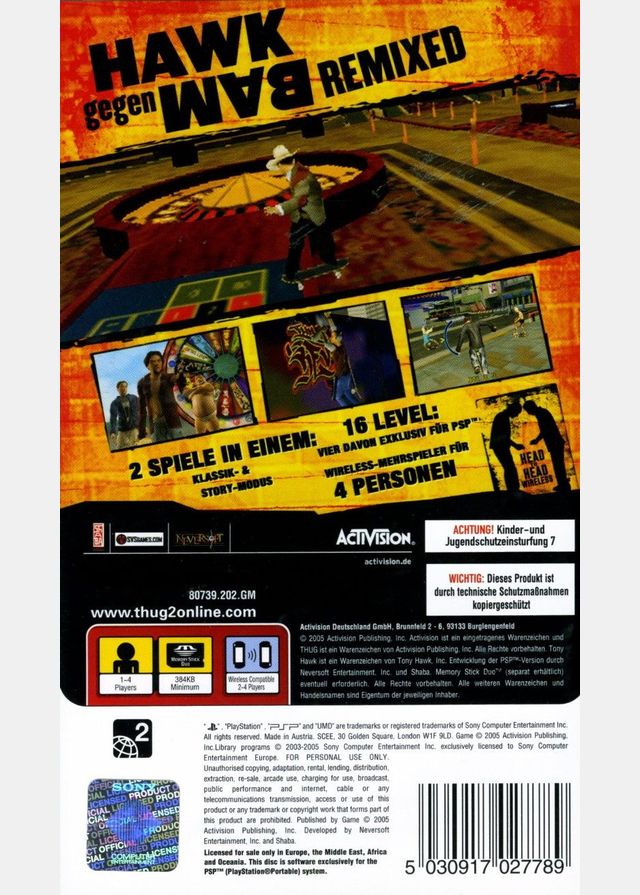 HAWK
gegen BAM REMIXED
2 SPIELE IN EINEM:
KLASSIK- &
STORY-MODUS
16 LEVEL:
VIER DAVON EXKLUSIV FÜR PSP™
WIRELESS-MEHRSPIELER FÜR
4 PERSONEN
HEAD
HEAD
WIRELESS
SVSGAMES.COM
NEVERSOFT
ACTIVISION.
activision.de
ACHTUNG! Kinder-und
Jugendschutzeinsturfung 7
WICHTIG: Dieses Produkt ist
durch technische Schutzmaßnahmen
kopiergeschützt
80739.202.GM
www.thug2online.com
1-4
Players
MEMORY STICK
DUO
384KB
Minimum
Wireless Compatible
2-4 Players
Activision Deutschland GmbH, Brunnfeld 2 - 6, 93133 Burglengenfeld
© 2005 Activision Publishing, Inc. Activision ist ein eingetragenes Warenzeichen und
THUG ist ein Warenzeichen von Activision Publishing, Inc. Alle Rechte vorbehalten. Tony
Hawk ist ein Warenzeichen von Tony Hawk. Inc. Entwicklung der PSP™-Version durch
Neversoft Entertainment, Inc. und Shaba. Memory Stick Duo™ (separat erhältlich)
eventuell erforderlich. Alle Rechte vorbehalten. Alle weiteren Warenzeichen und
Handelsnamen sind Eigentum der jeweiligen Inhaber.
2
"PlayStation", "PSP" and "UMD" are trademarks or registered trademarks of Sony Computer Entertainment Inc.
All rights reserved. Made in Austria. SCEE, 30 Golden Square, London W1F 9LD. Game © 2005 Activision Publishing,
Inc.Library programs © 2003-2005 Sony Computer Entertainment Inc. exclusively licensed to Sony Computer
Entertainment Europe. FOR PERSONAL USE ONLY.
Unauthorised copying, adaptation, rental, lending, distribution,
extraction, re-sale, arcade use, charging for use, broadcast,
public performance and internet, cable or any
telecommunications transmission, access or use of this
product or any trademark or copyright work that forms part of
this product are prohibited. Published by Game © 2005
Activision Publishing, Inc. Developed by Neversoft
Entertainment, Inc. and Shaba.
Licensed for sale only in Europe, the Middle East, Africa
and Oceania. This disc is software exclusively for the
PSP™ (PlayStation®Portable) system.
SONY
COMPUTER
ENTERTAINMENT
5 030917 027789